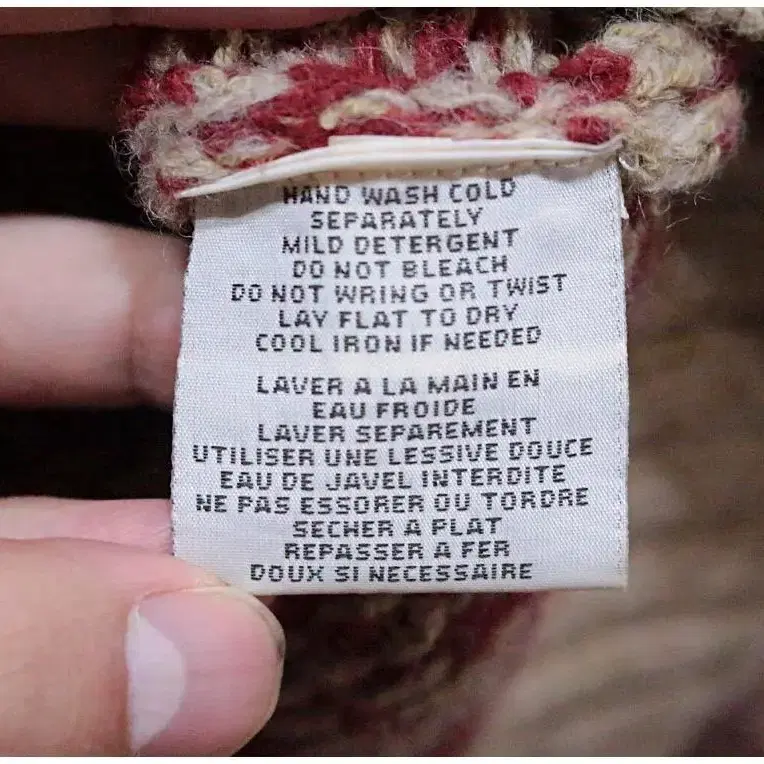 HAND WASH COLD
SEPARATELY
MILD DETERGENT
DO NOT BLEACH
DO NOT WRING OR TWIST
LAY FLAT TO DRY
COOL IRON IF NEEDED
LAVER A LA MAIN EN
EAU FROIDE
LAVER SEPAREMENT
UTILISER UNE LESSIVE DOUCE
EAU DE JAVEL INTERDITE
NE PAS ESSORER OU TORDRE
SECHER A PLAT
REPASSER A FER
DOUX SI NECESSAIRE